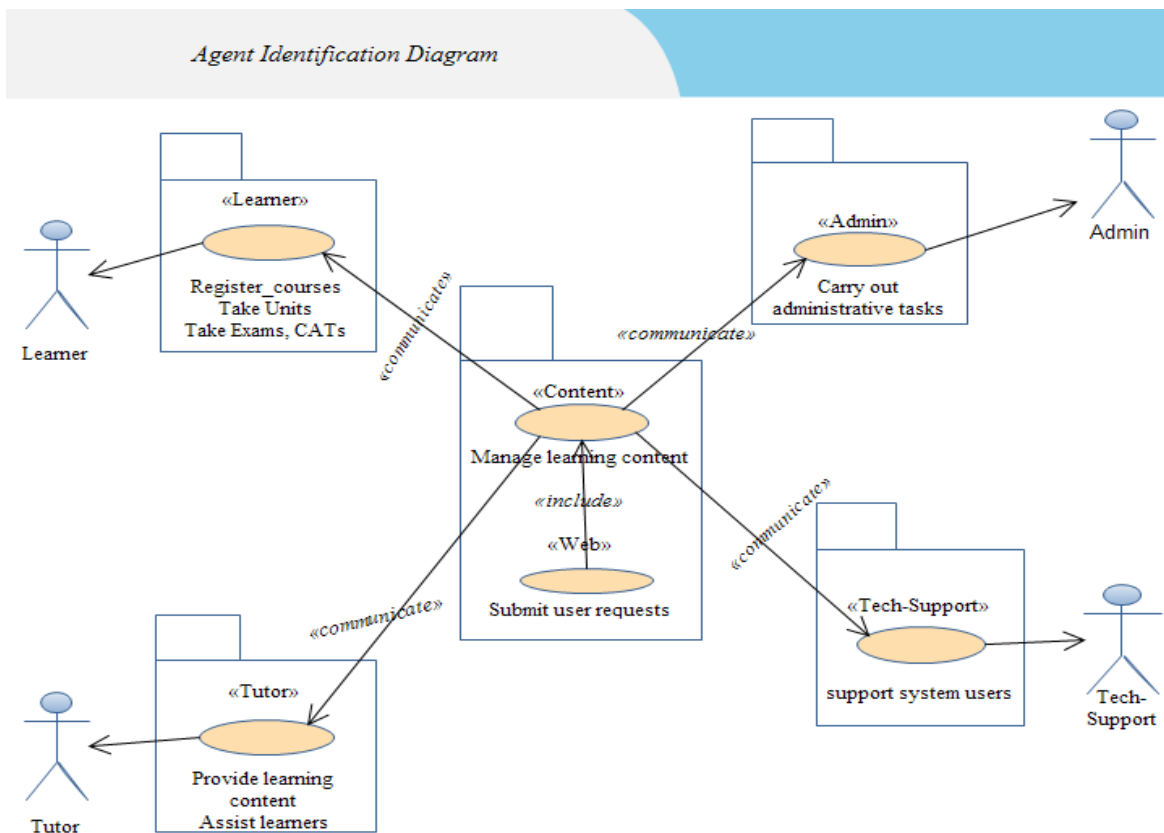 Agent Identification Diagram
«Learner»
Register_courses
Take Units
Take Exams, CATs
Learner
«communicate»
«Admin»
Carry out
administrative tasks
Admin
«communicate»
«Content»
Manage learning content
«include»
«Web»
Submit user requests
«communicate»
«Tech-Support»
support system users
Tech-
Support
«communicate»
«Tutor»
Provide learning
content
Assist learners
Tutor